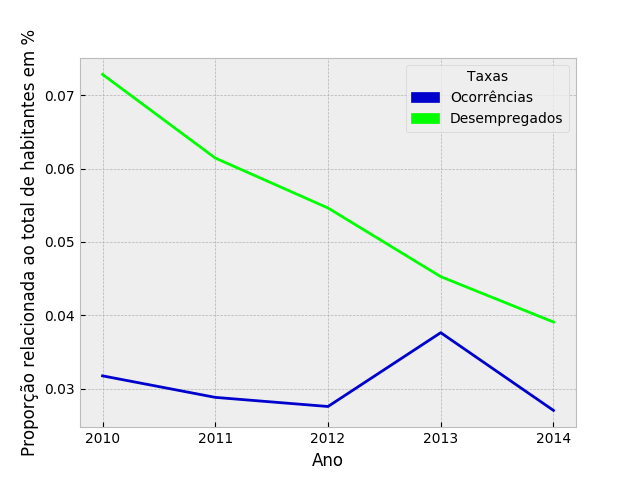 Proporção relacionada ao total de habitantes em %
0.07
0.06
0.05
0.04
0.03
Taxas
Ocorrências
Desempregados
2010 2011 2012 2013 2014
Ano